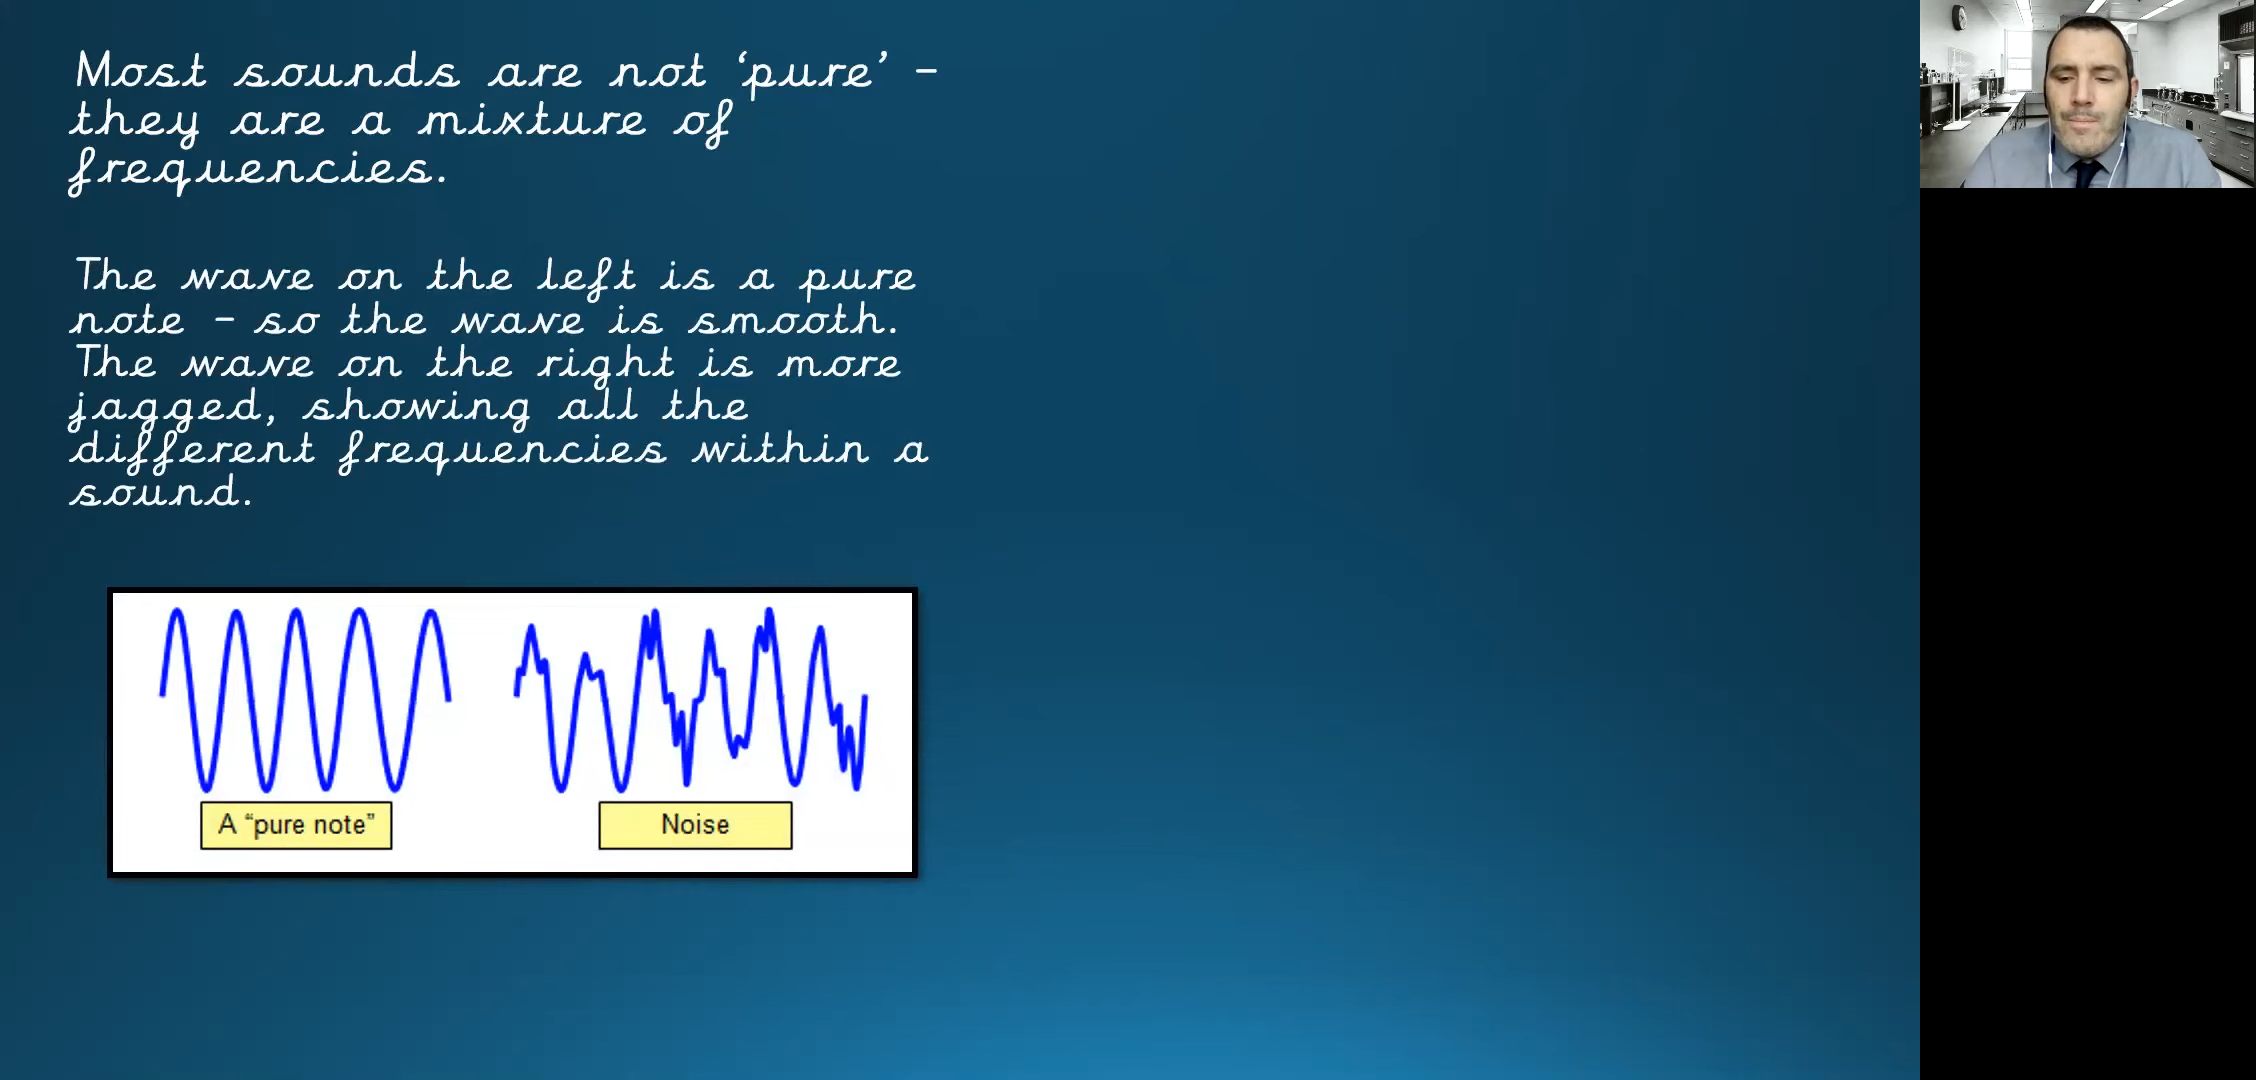 Most sounds are not ‘pure’ –
they are a mixture of
frequencies.
The wave on the left is a pure
note – so the wave is smooth.
The wave on the right is more
jagged, showing all the
different frequencies within a
sound.
A “pure note”
Noise